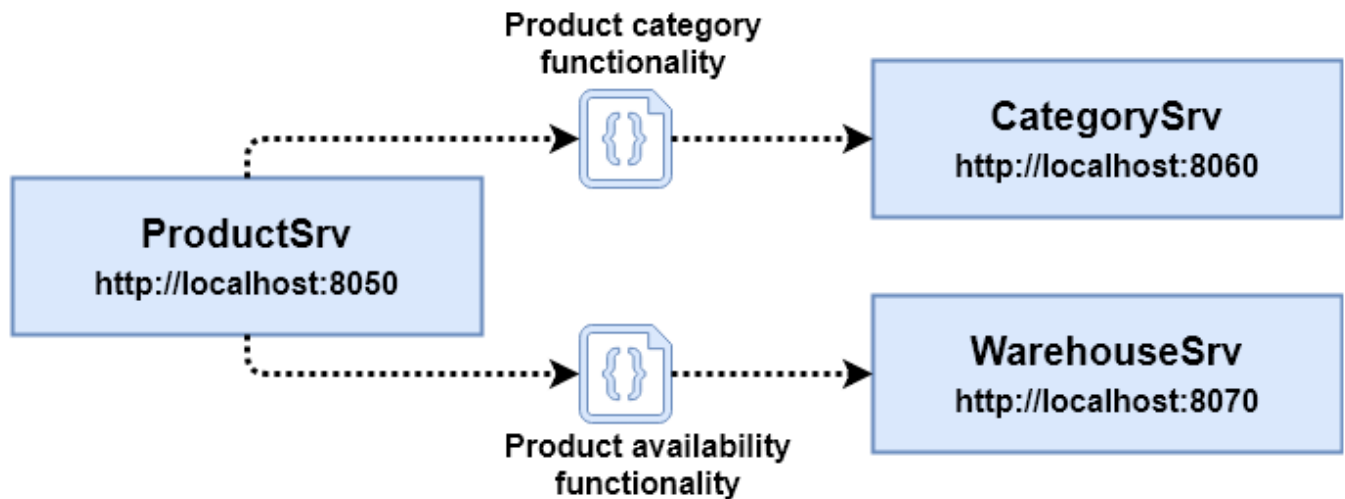 Product category
functionality
{}
CategorySrv
http://localhost:8060
ProductSrv
http://localhost:8050
{}
WarehouseSrv
http://localhost:8070
Product availability
functionality